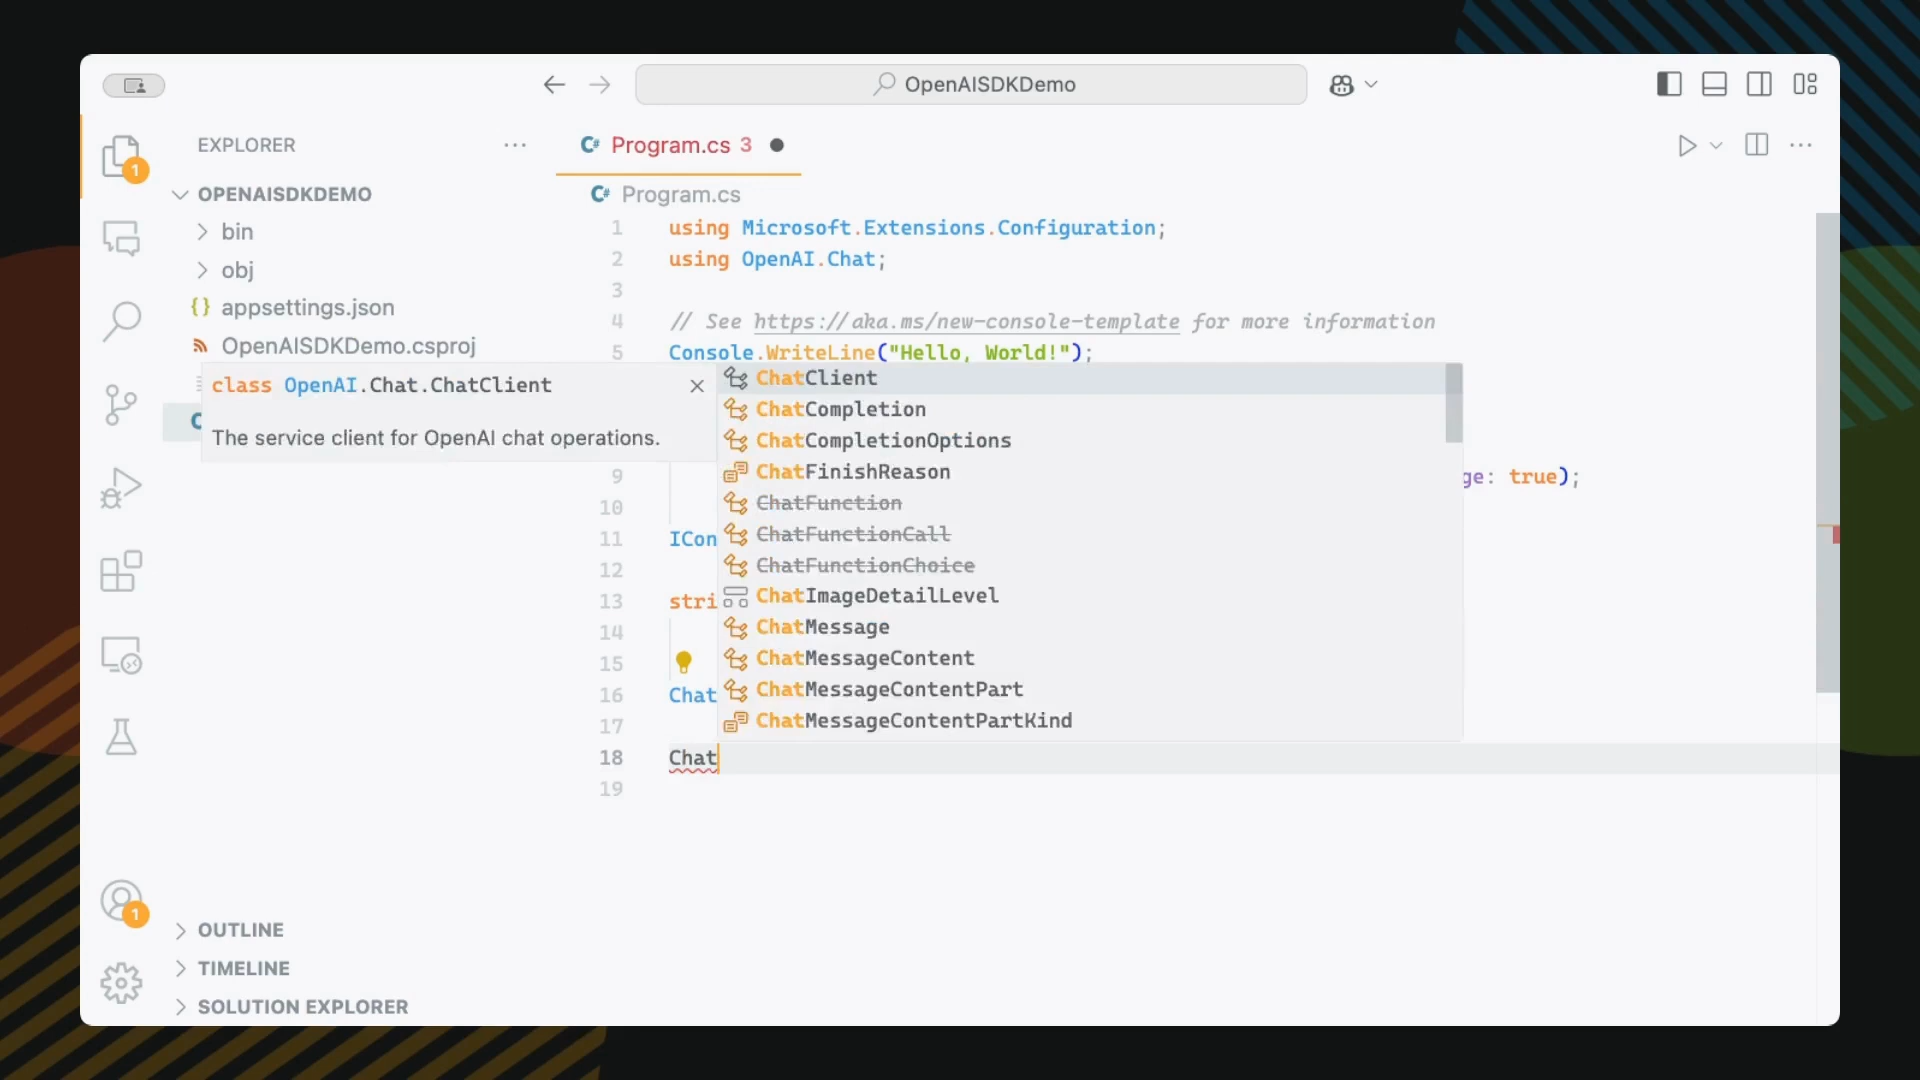 OpenAISDKDemo
EXPLORER
Program.cs 3
1
OPENAISDKDEMO
Program.cs
bin
obj
appsettings.json
OpenAISDKDemo.csproj
1 using Microsoft.Extensions.Configuration;
2 using OpenAI.Chat;
3
4 // See https://aka.ms/new-console-template for more information
5 Console.WriteLine("Hello, World!");
class OpenAI.Chat.ChatClient
The service client for OpenAI chat operations.
ChatClient
ChatCompletion
ChatCompletionOptions
ChatFinishReason
ChatFunction
ChatFunctionCall
ChatFunctionChoice
ChatImageDetailLevel
ChatMessage
ChatMessageContent
ChatMessageContentPart
ChatMessageContentPartKind
9 ge: true);
10
11 ICon
12
13 stri
14
15
16 Chat
17
18 Chat
19
1
OUTLINE
TIMELINE
SOLUTION EXPLORER